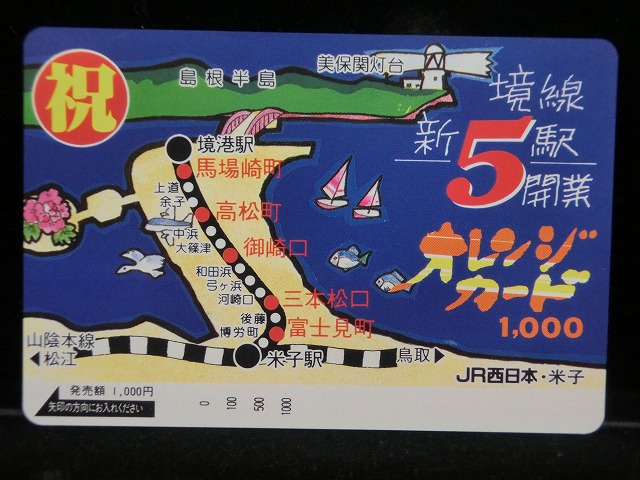 祝
島根半島
美保関灯台
境線
新5駅
開業
オレンジ
カード
1,000
境港駅
馬場崎町
上道
余子
高松町
中浜
大篠津
御崎口
和田浜
弓ヶ浜
河崎口
三本松口
後藤
博労町
富士見町
山陰本線
◀松江
米子駅
鳥取▶
JR西日本・米子
発売額 1,000円
矢印の方向にお入れください
0 100 500 1000